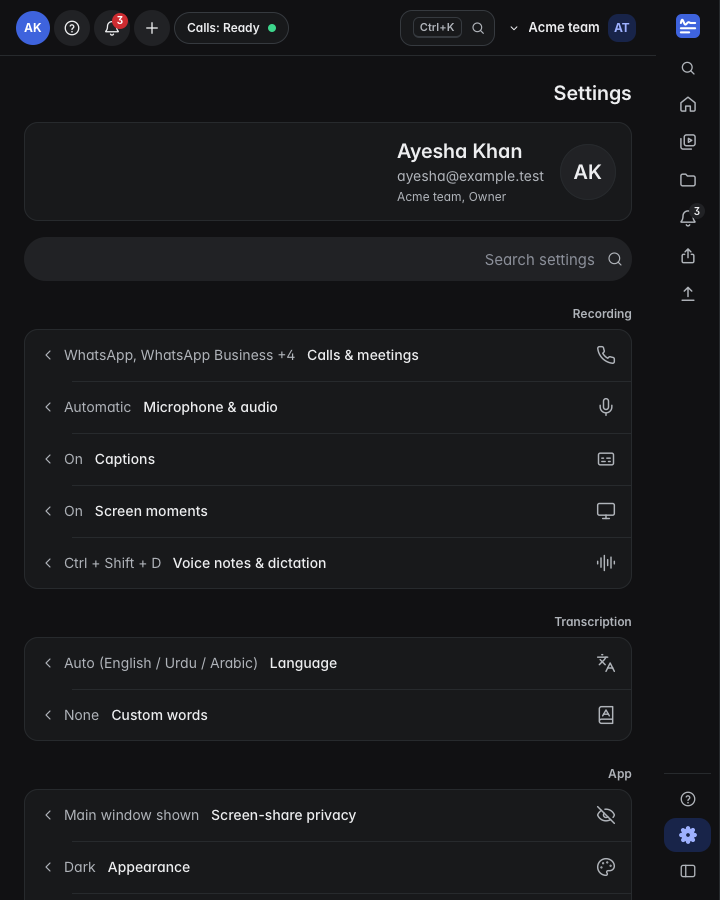 AK
3
Calls: Ready
Ctrl+K
Acme team
AT
3
Settings
Ayesha Khan
ayesha@example.test
Acme team, Owner
AK
Search settings
Recording
WhatsApp, WhatsApp Business +4 Calls & meetings
Automatic Microphone & audio
On Captions
On Screen moments
Ctrl + Shift + D Voice notes & dictation
Transcription
Auto (English / Urdu / Arabic) Language
None Custom words
App
Main window shown Screen-share privacy
Dark Appearance